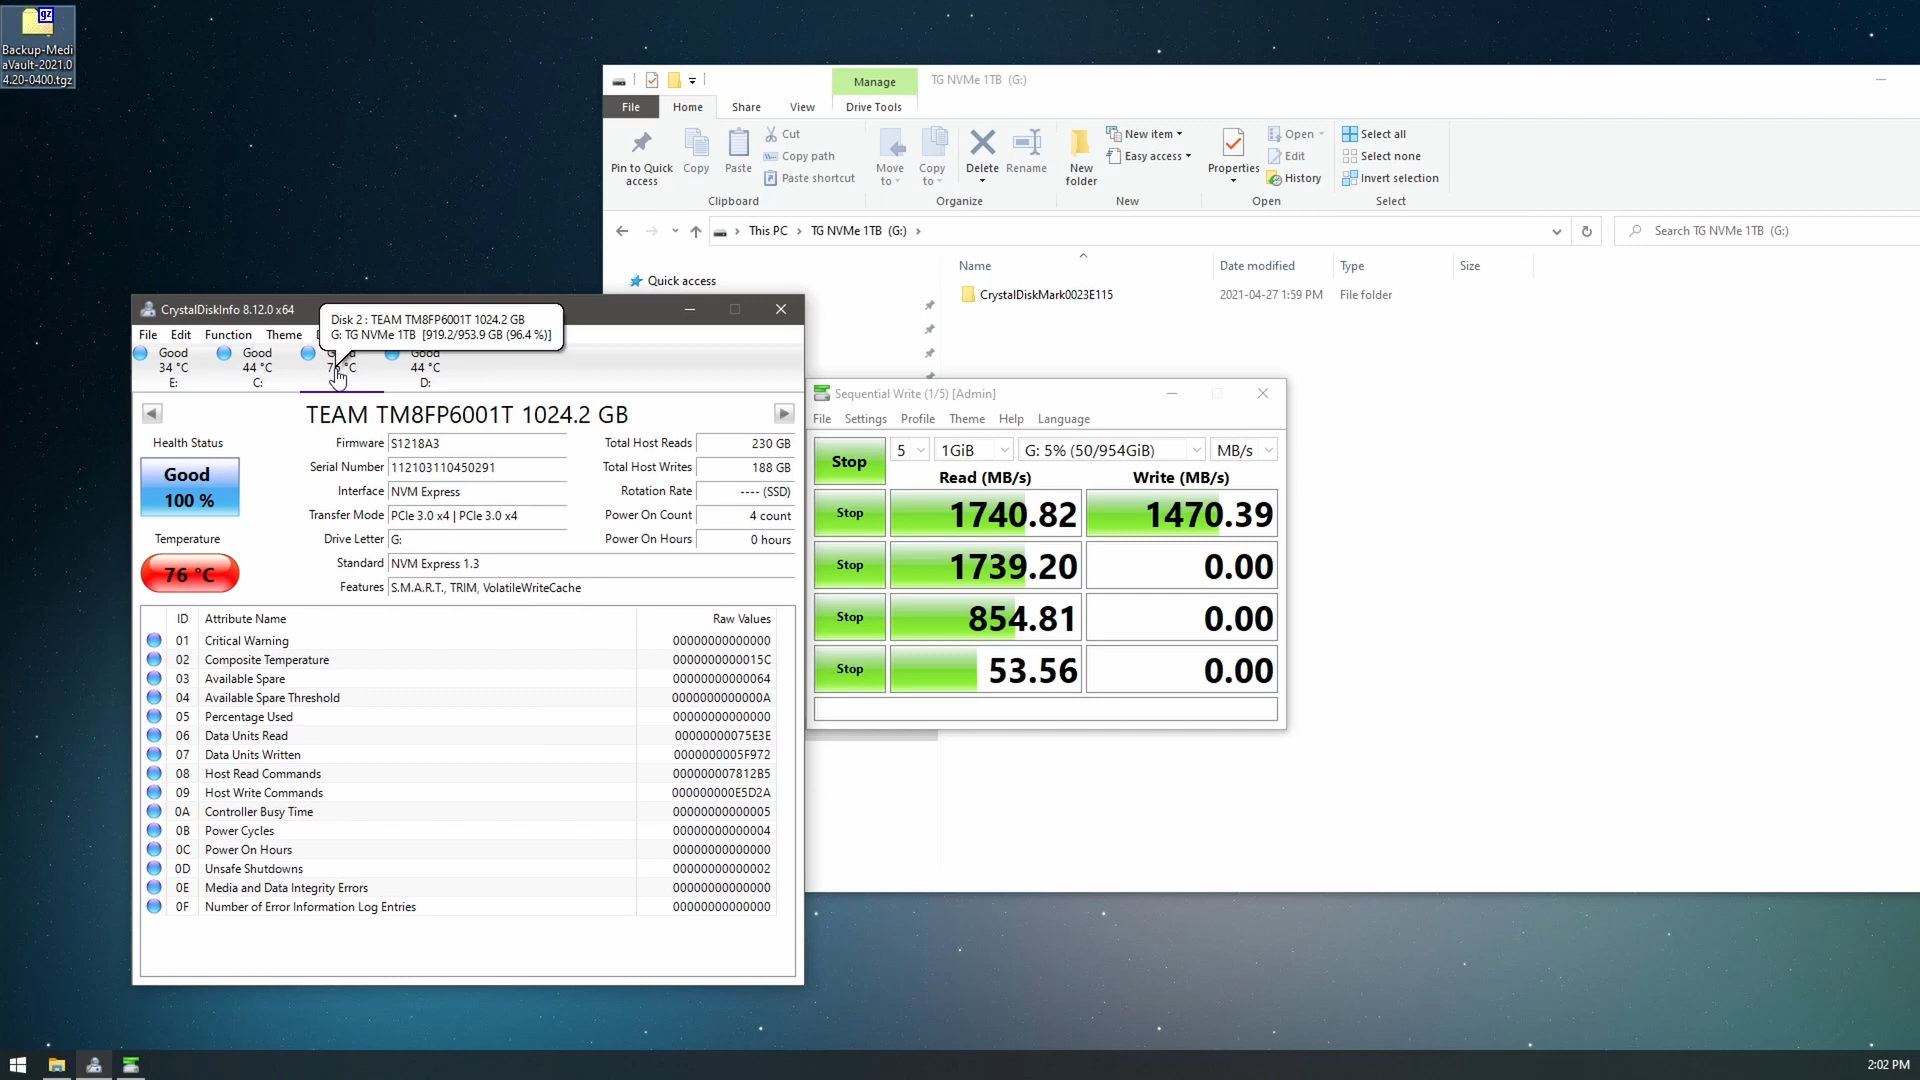 gz
Backup-Medi
aVault-2021.0
4.20-0400.tgz
Manage
TG NVMe 1TB (G:)
File
Home
Share
View
Drive Tools
Pin to Quick
access
Copy
Paste
Cut
Copy path
Paste shortcut
Clipboard
Move
to
Copy
to
Delete
Rename
Organize
New
folder
New item
Easy access
New
Properties
Open
Edit
History
Open
Select all
Select none
Invert selection
Select
This PC
TG NVMe 1TB (G:)
Search TG NVMe 1TB (G:)
Quick access
Name
Date modified
Type
Size
CrystalDiskMark0023E115
2021-04-27 1:59 PM
File folder
CrystalDiskInfo 8.12.0 x64
Disk 2 : TEAM TM8FP6001T 1024.2 GB
G: TG NVMe 1TB [919.2/953.9 GB (96.4 %)]
File
Edit
Function
Theme
Good
34 °C
E:
Good
44 °C
C:
Good
°C
Good
44 °C
D:
TEAM TM8FP6001T 1024.2 GB
Health Status
Good
100 %
Temperature
76 °C
Firmware S1218A3
Serial Number 112103110450291
Interface NVM Express
Transfer Mode PCIe 3.0 x4 | PCIe 3.0 x4
Drive Letter G:
Standard NVM Express 1.3
Features S.M.A.R.T., TRIM, VolatileWriteCache
Total Host Reads 230 GB
Total Host Writes 188 GB
Rotation Rate ---- (SSD)
Power On Count 4 count
Power On Hours 0 hours
ID Attribute Name Raw Values
01 Critical Warning 00000000000000
02 Composite Temperature 0000000000015C
03 Available Spare 00000000000064
04 Available Spare Threshold 0000000000000A
05 Percentage Used 00000000000000
06 Data Units Read 00000000075E3E
07 Data Units Written 0000000005F972
08 Host Read Commands 000000007812B5
09 Host Write Commands 000000000E5D2A
0A Controller Busy Time 00000000000005
0B Power Cycles 00000000000004
0C Power On Hours 00000000000000
0D Unsafe Shutdowns 00000000000002
0E Media and Data Integrity Errors 00000000000000
0F Number of Error Information Log Entries 00000000000000
Sequential Write (1/5) [Admin]
File
Settings
Profile
Theme
Help
Language
Stop
5
1GiB
G: 5% (50/954GiB)
MB/s
Read (MB/s)
Write (MB/s)
Stop 1740.82 1470.39
Stop 1739.20 0.00
Stop 854.81 0.00
Stop 53.56 0.00
2:02 PM